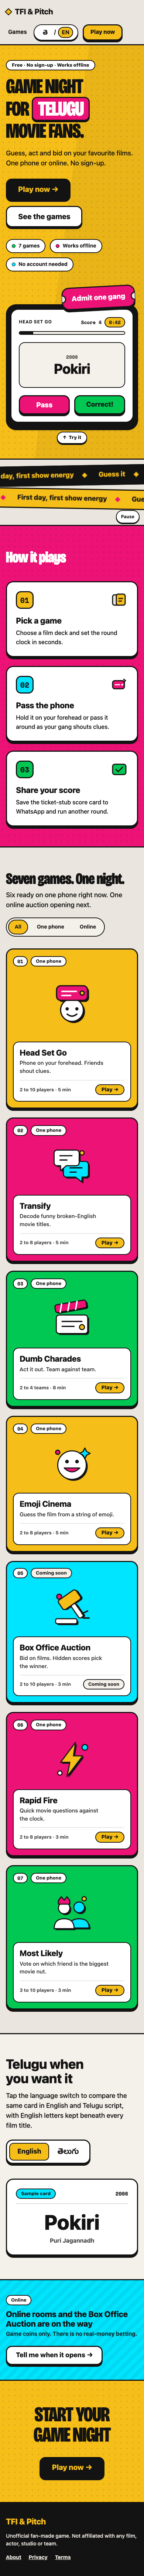 TFI & Pitch
Games
అ / EN
Play now
Free · No sign-up · Works offline
GAME NIGHT
FOR TELUGU
MOVIE FANS.
Guess, act and bid on your favourite films.
One phone or online. No sign-up.
Play now →
See the games
7 games
Works offline
No account needed
Admit one gang
HEAD SET GO
Score 4
0:42
2006
Pokiri
Pass
Correct!
↑ Try it
day, first show energy ◆ Guess it ◆
◆ First day, first show energy ◆ Gue
Pause
How it plays
01
Pick a game
Choose a film deck and set the round
clock in seconds.
02
Pass the phone
Hold it on your forehead or pass it
around as your gang shouts clues.
03
Share your score
Save the ticket-stub score card to
WhatsApp and run another round.
Seven games. One night.
Six ready on one phone right now. One
online auction opening next.
All
One phone
Online
01
One phone
Head Set Go
Phone on your forehead. Friends
shout clues.
2 to 10 players · 5 min
Play →
02
One phone
Transify
Decode funny broken-English
movie titles.
2 to 8 players · 5 min
Play →
03
One phone
Dumb Charades
Act it out. Team against team.
2 to 4 teams · 8 min
Play →
04
One phone
Emoji Cinema
Guess the film from a string of emoji.
2 to 8 players · 5 min
Play →
05
Coming soon
Box Office Auction
Bid on films. Hidden scores pick
the winner.
2 to 10 players · 3 min
Coming soon
06
One phone
Rapid Fire
Quick movie questions against
the clock.
2 to 8 players · 3 min
Play →
07
One phone
Most Likely
Vote on which friend is the biggest
movie nut.
3 to 10 players · 3 min
Play →
Telugu when
you want it
Tap the language switch to compare the
same card in English and Telugu script,
with English letters kept beneath every
film title.
English
తెలుగు
Sample card
2006
Pokiri
Puri Jagannadh
Online
Online rooms and the Box Office
Auction are on the way
Game coins only. There is no real-money betting.
Tell me when it opens →
START YOUR
GAME NIGHT
Play now →
TFI & Pitch
Unofficial fan-made game. Not affiliated with any film,
actor, studio or team.
About
Privacy
Terms